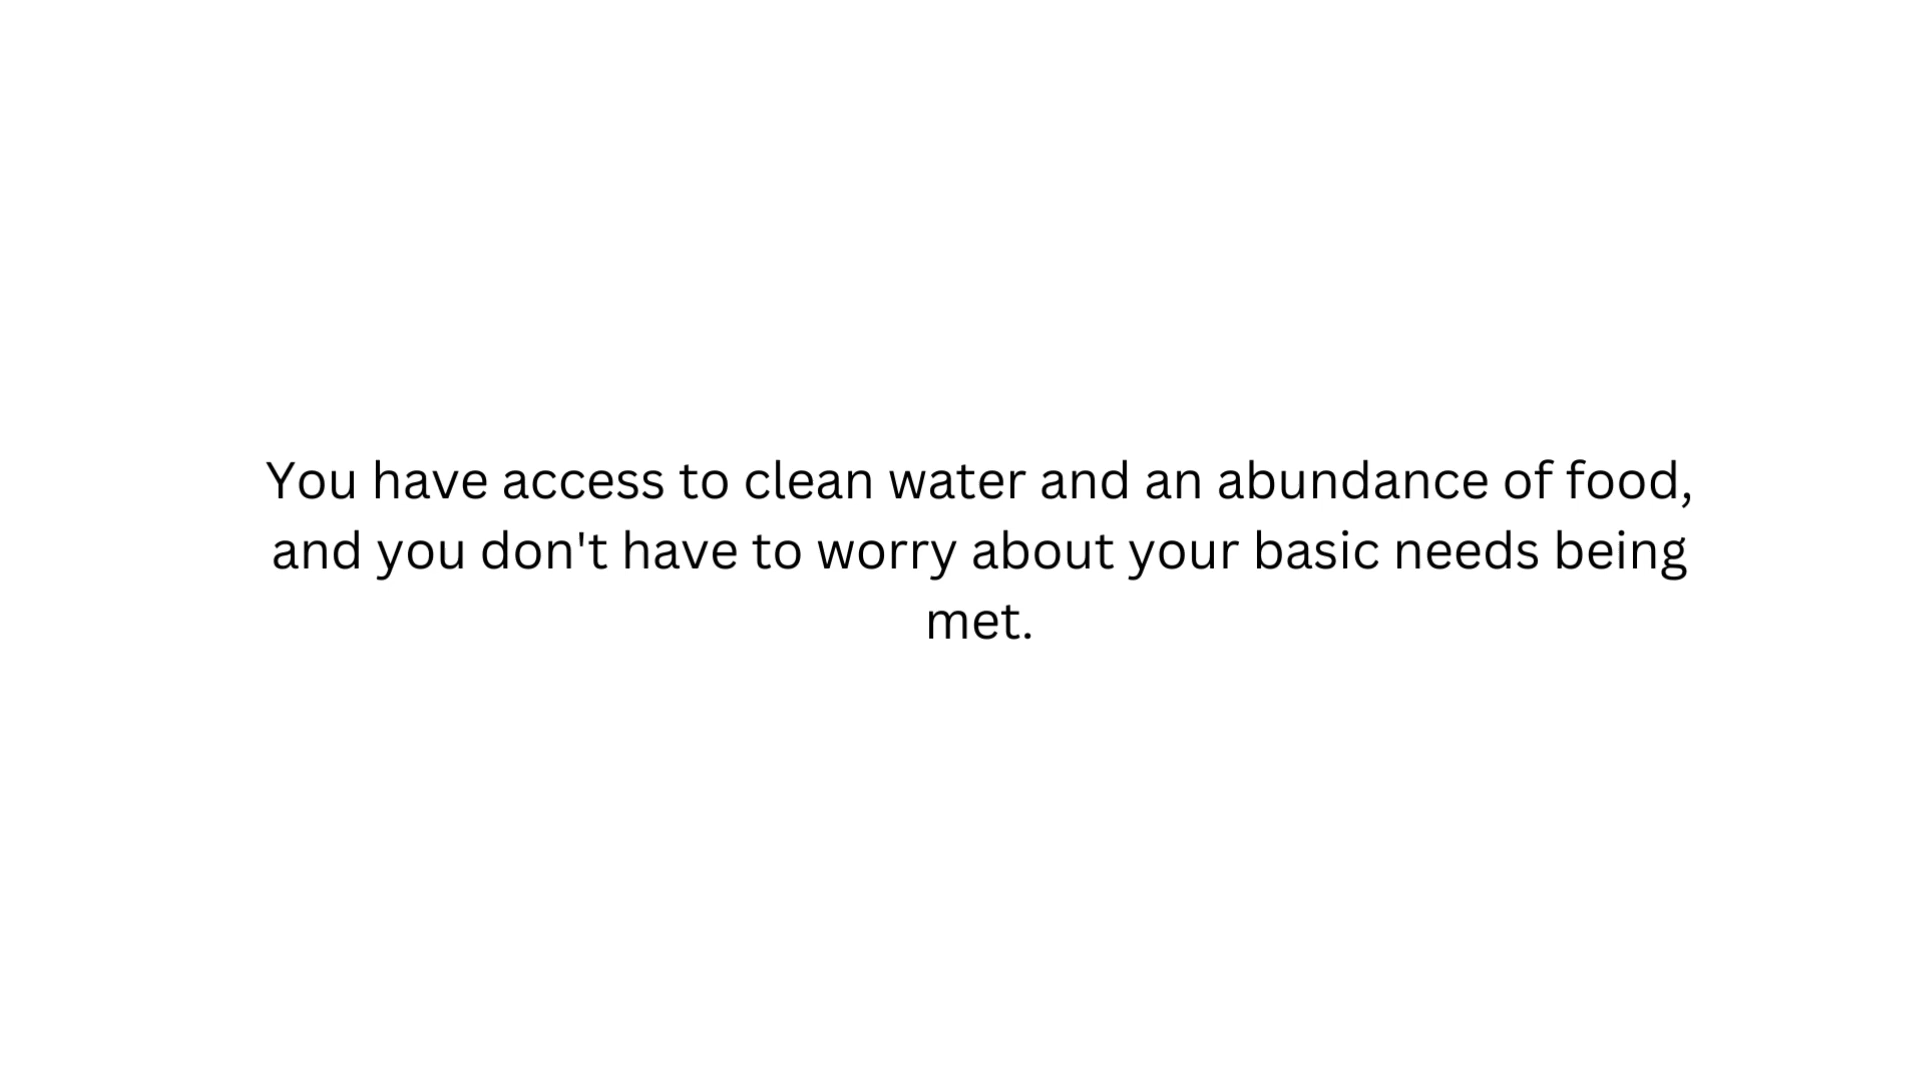 You have access to clean water and an abundance of food,
and you don't have to worry about your basic needs being
met.